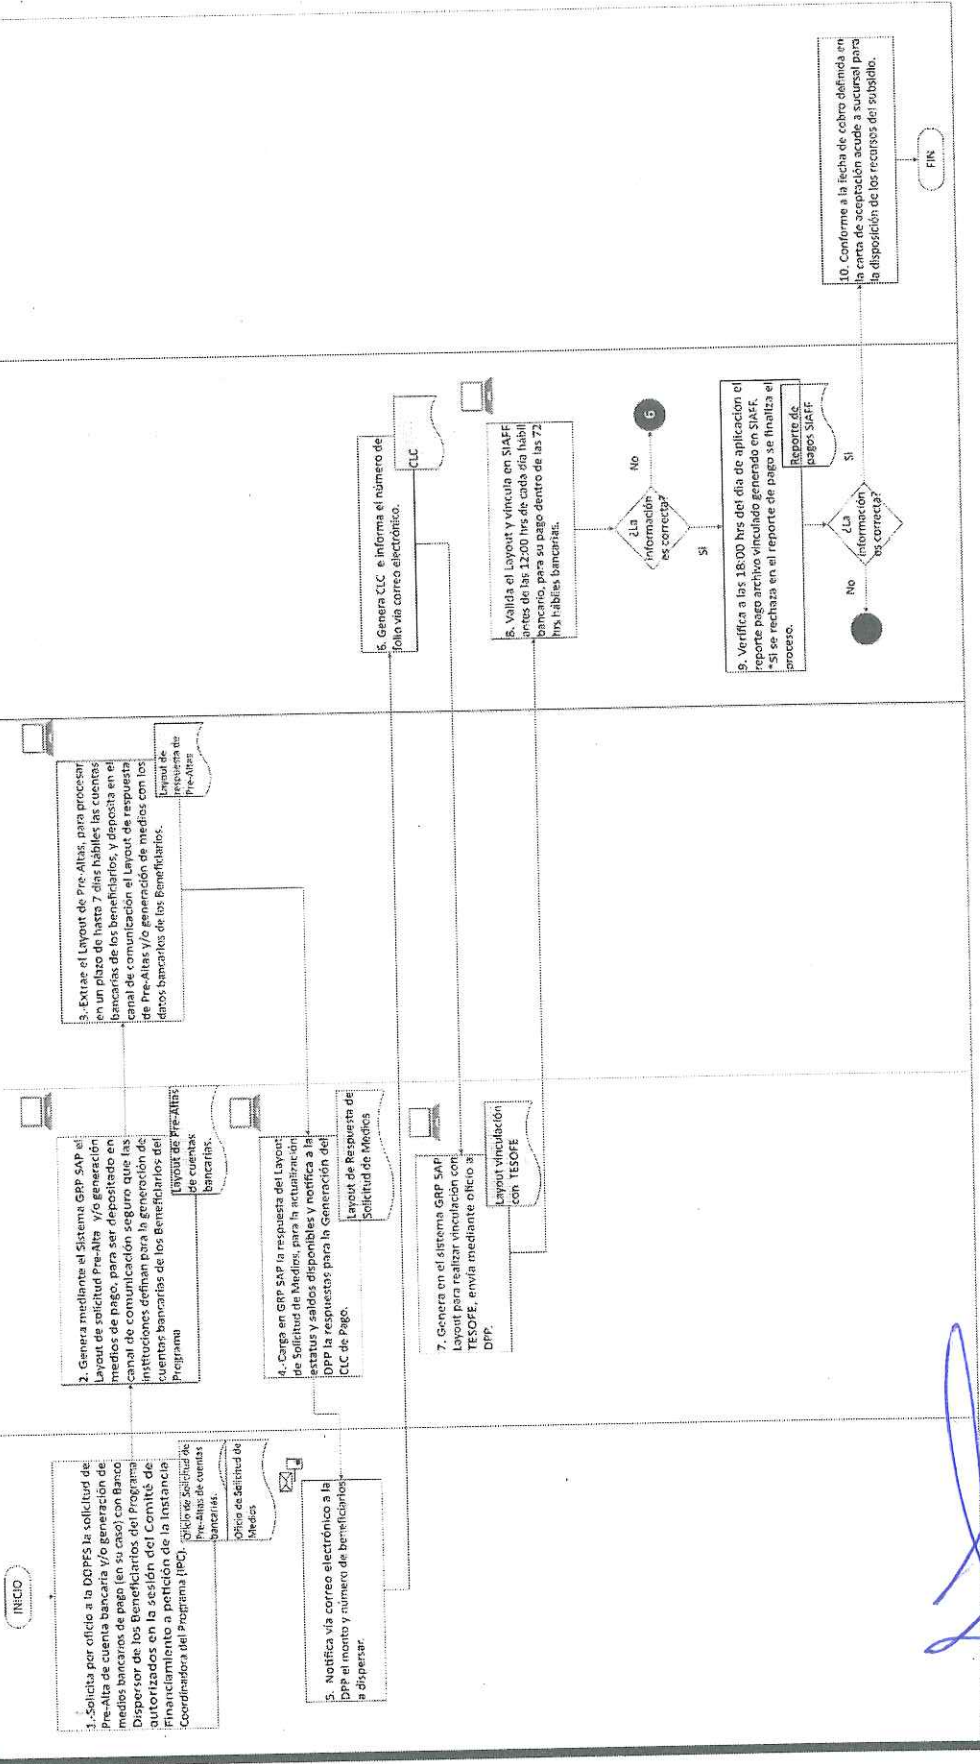 INICIO
1.-Solicita por oficio a la DOPFS la solicitud de
Pre-Alta de cuenta bancaria y/o generación de
medios bancarios de pago (en su caso) con Banco
Dispersor de los Beneficiarios del Programa
autorizados en la sesión del Comité de
Financiamiento a petición de la Instancia
Coordinadora del Programa (IPC).
Oficio de Solicitud de
Pre-Altas de cuentas
bancarias.
Oficio de Solicitud de
Medios
2. Genera mediante el Sistema GRP SAP el
Layout de solicitud Pre-Alta y/o generación
medios de pago, para ser depositado en
canal de comunicación seguro que las
instituciones definan para la generación de
cuentas bancarias de los Beneficiarios del
Programa
Layout de Pre-Altas
de cuentas
bancarias.
3.-Extrae el Layout de Pre-Altas, para procesar
en un plazo de hasta 7 días hábiles las cuentas
bancarias de los beneficiarios, y deposita en el
canal de comunicación el Layout de respuesta
de Pre-Altas y/o generación de medios con los
datos bancarios de los Beneficiarios.
Layout de
respuesta de
Pre-Altas
4.-Carga en GRP SAP la respuesta del Layout
de Solicitud de Medios, para la actualización
estatus y saldos disponibles y notifica a la
DPP la respuestas para la Generación del
CLC de Pago.
Layout de Respuesta de
Solicitud de Medios
5. Notifica vía correo electrónico a la
DPP el monto y número de beneficiarios
a dispersar.
6. Genera CLC e informa el número de
folio vía correo electrónico.
CLC
7. Genera en el sistema GRP SAP
Layout para realizar vinculación con
TESOFE, envía mediante oficio a
DPP.
Layout vinculación
con TESOFE
8. Valida el Layout y vincula en SIAFF
antes de las 12:00 hrs de cada día hábil
bancario, para su pago dentro de las 72
hrs hábiles bancarias.
¿La
información
es correcta?
No
6
Si
9. Verifica a las 18:00 hrs del día de aplicación el
reporte pago archivo vinculado generado en SIAFF.
*Si se rechaza en el reporte de pago se finaliza el
proceso.
Reporte de
pagos SIAFF
¿La
información
es correcta?
No
Si
10. Conforme a la fecha de cobro definida en
la carta de aceptación acude a sucursal para
la disposición de los recursos del subsidio.
FIN